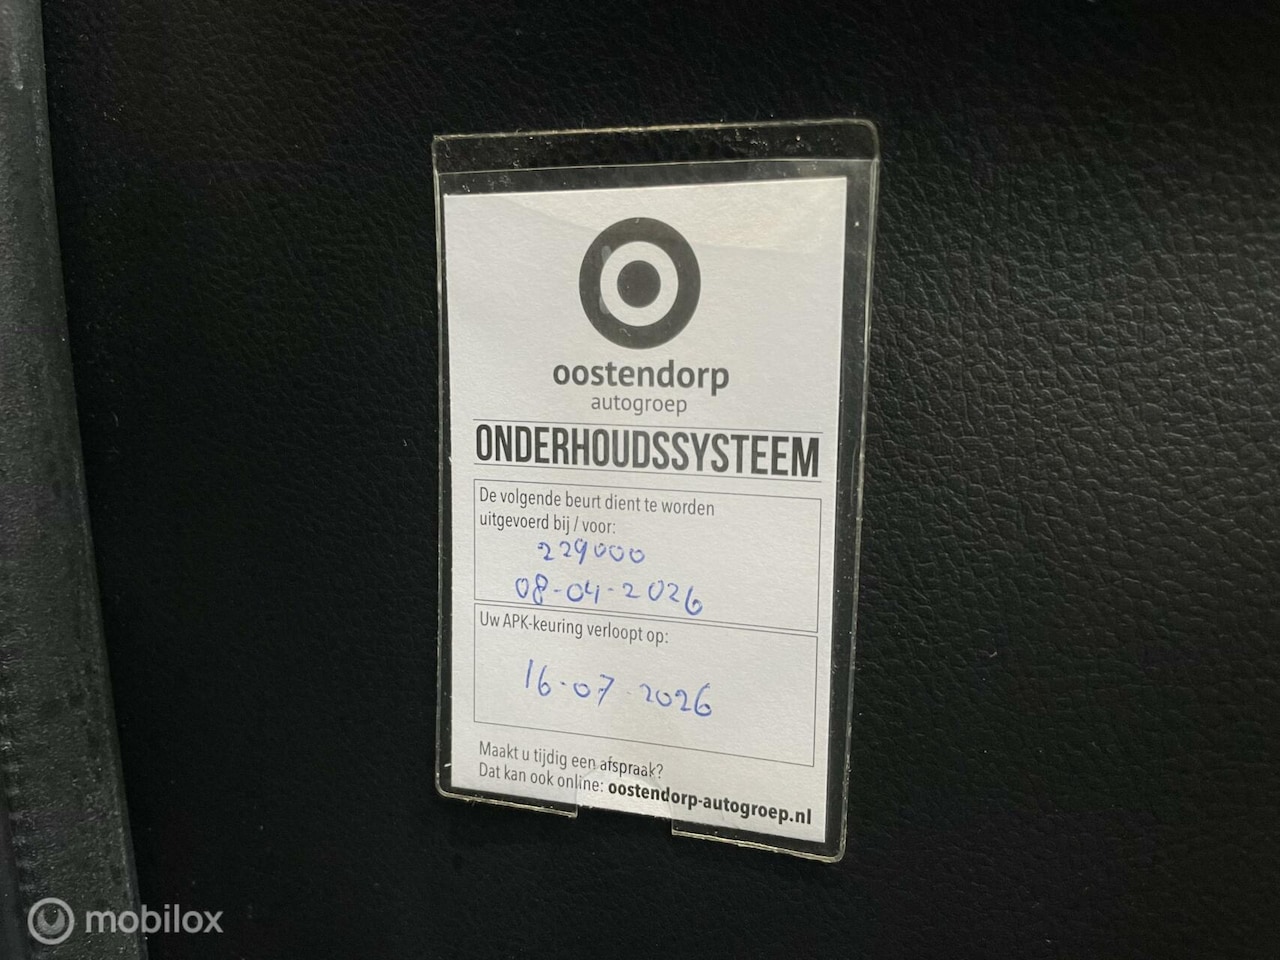 oostendorp
autogroep
ONDERHOUDSSYSTEEM
De volgende beurt dient te worden
uitgevoerd bij / voor:
229000
08-04-2026
Uw APK-keuring verloopt op:
16-07-2026
Maakt u tijdig een afspraak?
Dat kan ook online: oostendorp-autogroep.nl
mobilox